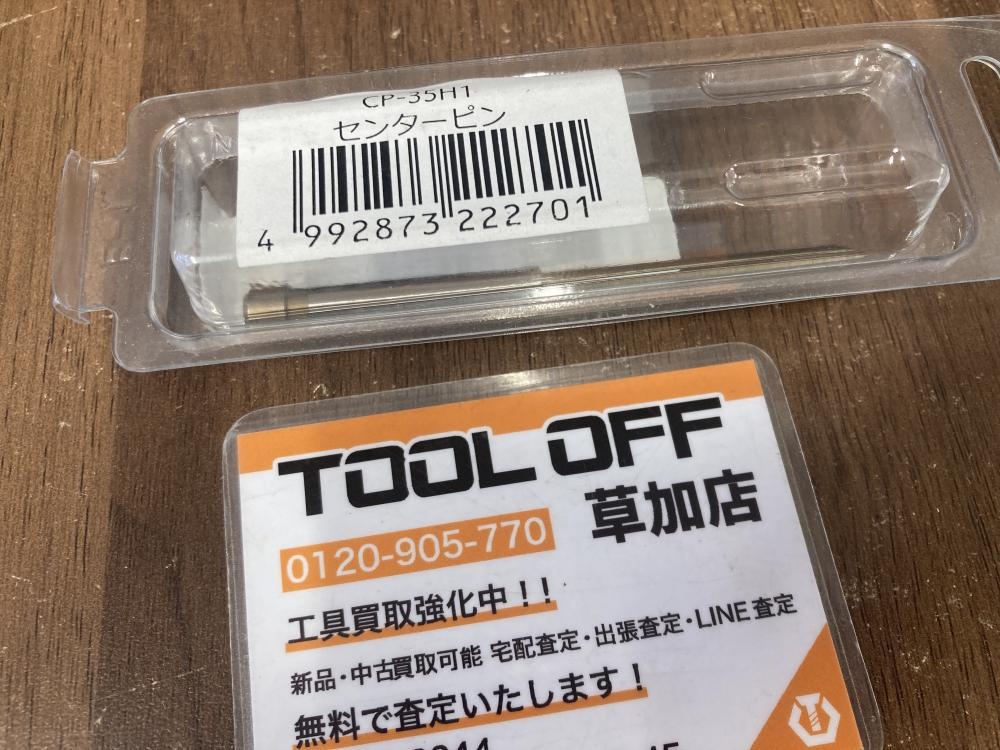 CP-35H1
センターピン
4 992873 222701
TOOL OFF
草加店
0120-905-770
工具買取強化中！！
新品・中古買取可能 宅配査定・出張査定・LINE査定
無料で査定いたします！